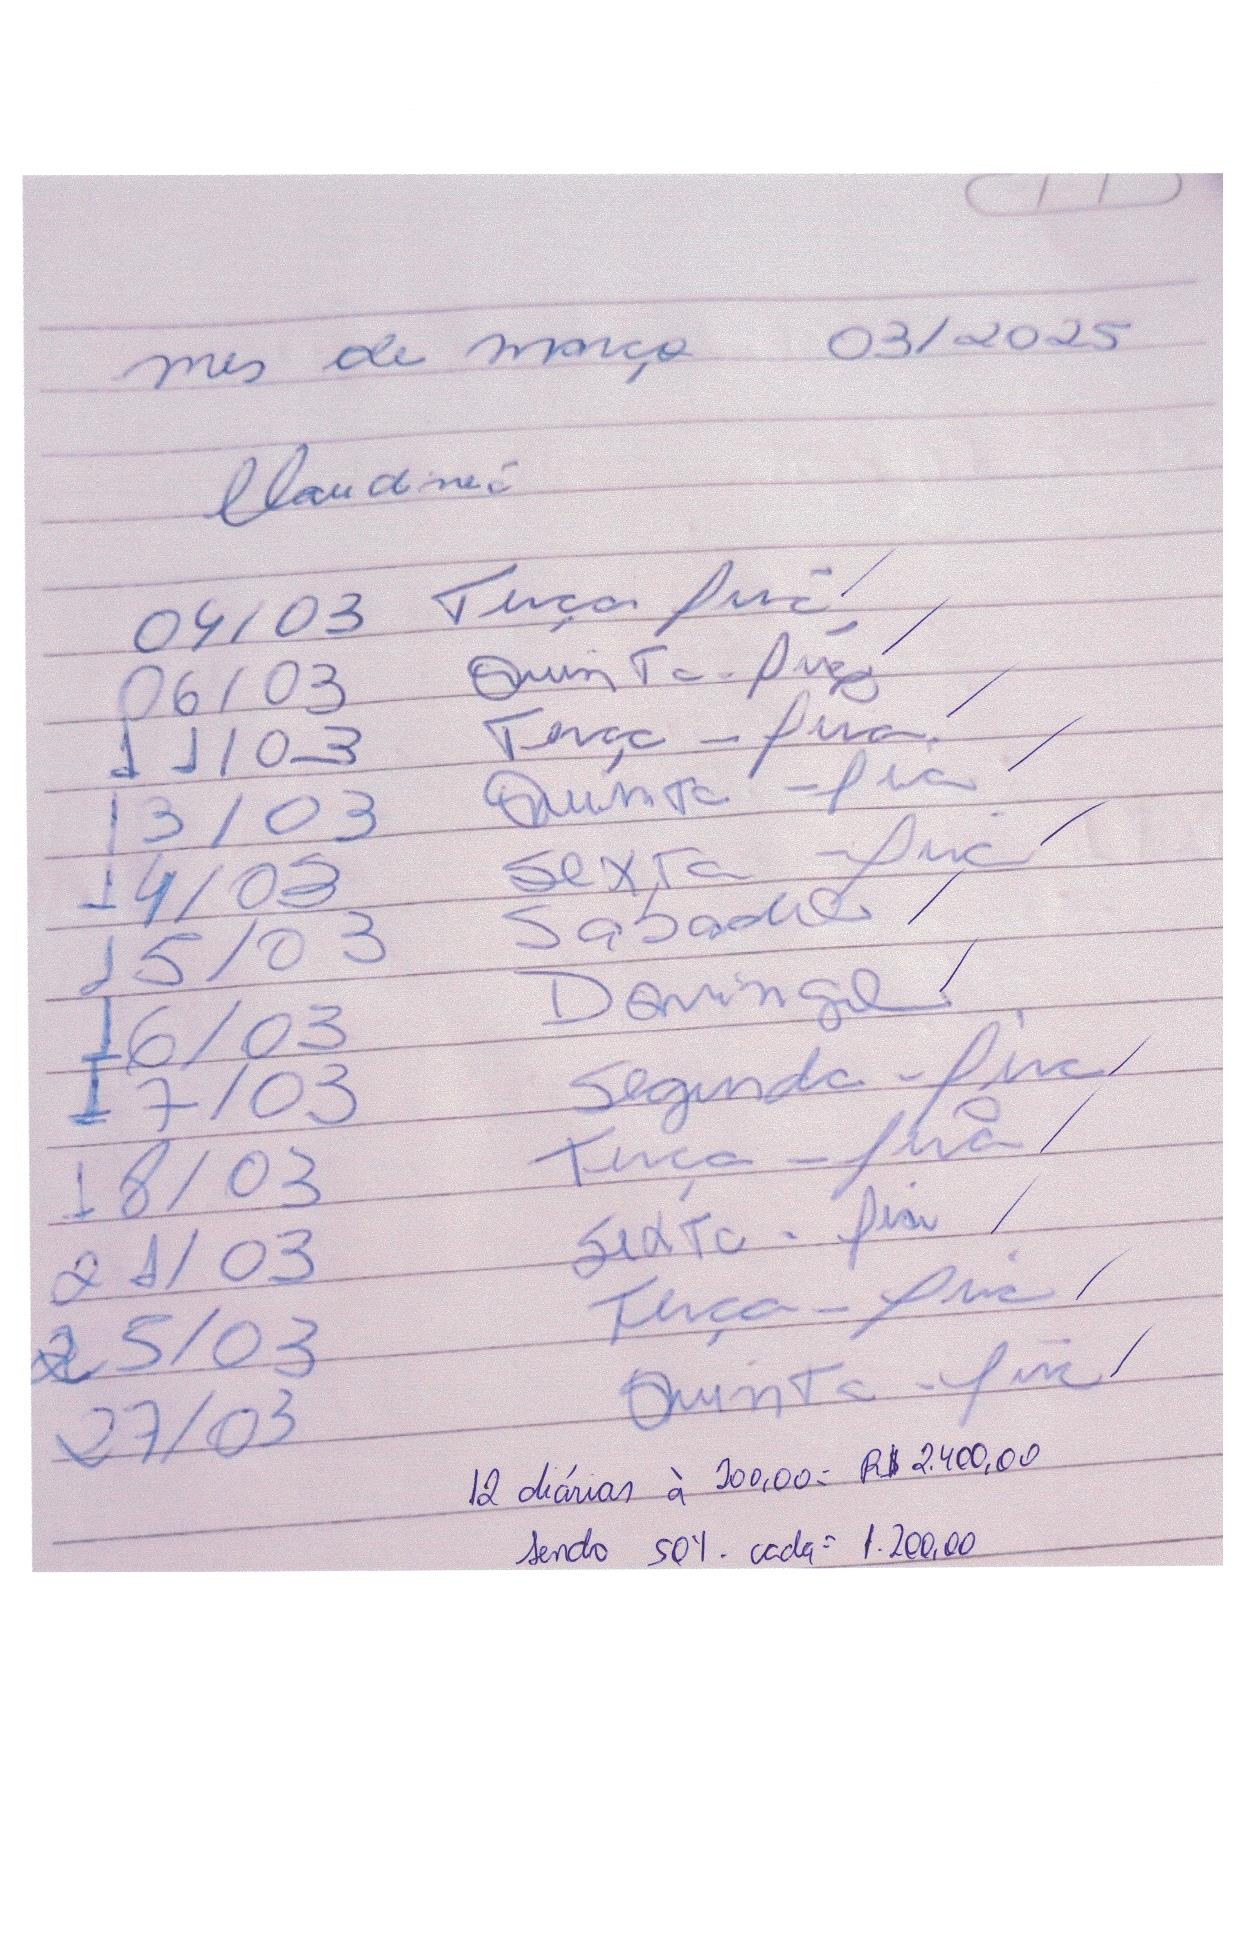 mes de março 03/2025
Claudinei
04/03 Terça feira
06/03 Quinta-feira
11/03 Terça-feira
13/03 Quinta-feira
14/03 Sexta-feira
15/03 Sabado
16/03 Domingo
17/03 Segunda-feira
18/03 Terça-feira
21/03 Sexta-feira
25/03 Terça-feira
27/03 Quinta-feira
12 diárias à 200,00= R$ 2.400,00
sendo 50%. cada= 1.200,00